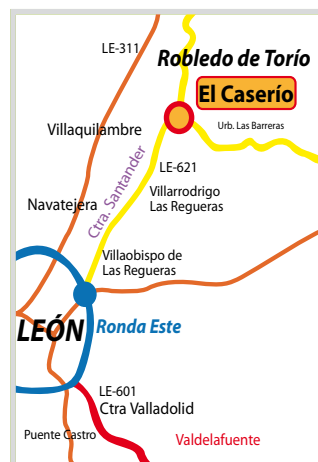 LE-311
Robledo de Torío
El Caserío
Urb. Las Barreras
Villaquilambre
LE-621
Ctra. Santander
Villarrodrigo
Las Regueras
Navatejera
Villaobispo de
Las Regueras
LEÓN
Ronda Este
LE-601
Ctra Valladolid
Puente Castro
Valdelafuente